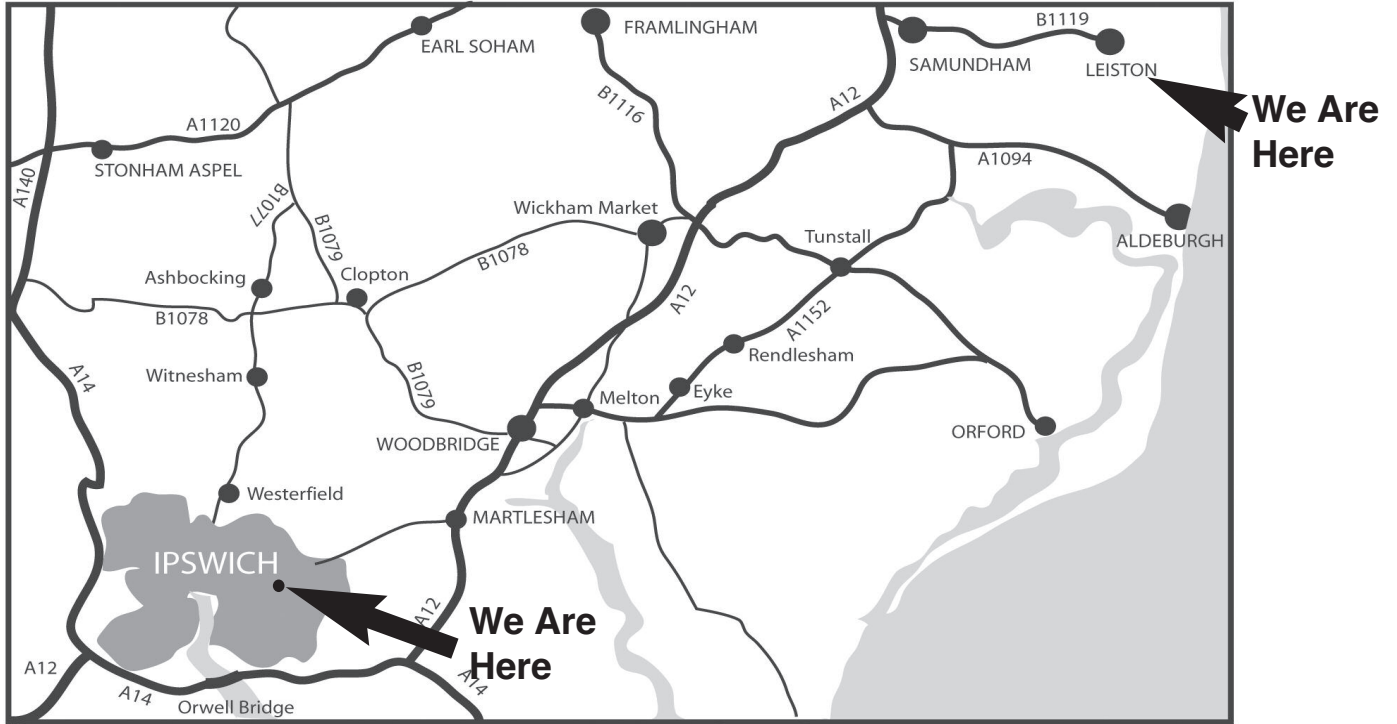 B1119
FRAMLINGHAM
EARL SOHAM
SAMUNDHAM
LEISTON
We Are
Here
B1116
A12
A1120
STONHAM ASPEL
A1094
A140
B1077
B1079
Wickham Market
Tunstall
ALDEBURGH
B1078
Ashbocking
Clopton
A12
B1078
A1152
Rendlesham
A14
Witnesham
B1079
Eyke
Melton
WOODBRIDGE
ORFORD
Westerfield
MARTLESHAM
IPSWICH
We Are
Here
A12
A12
A14
A14
Orwell Bridge